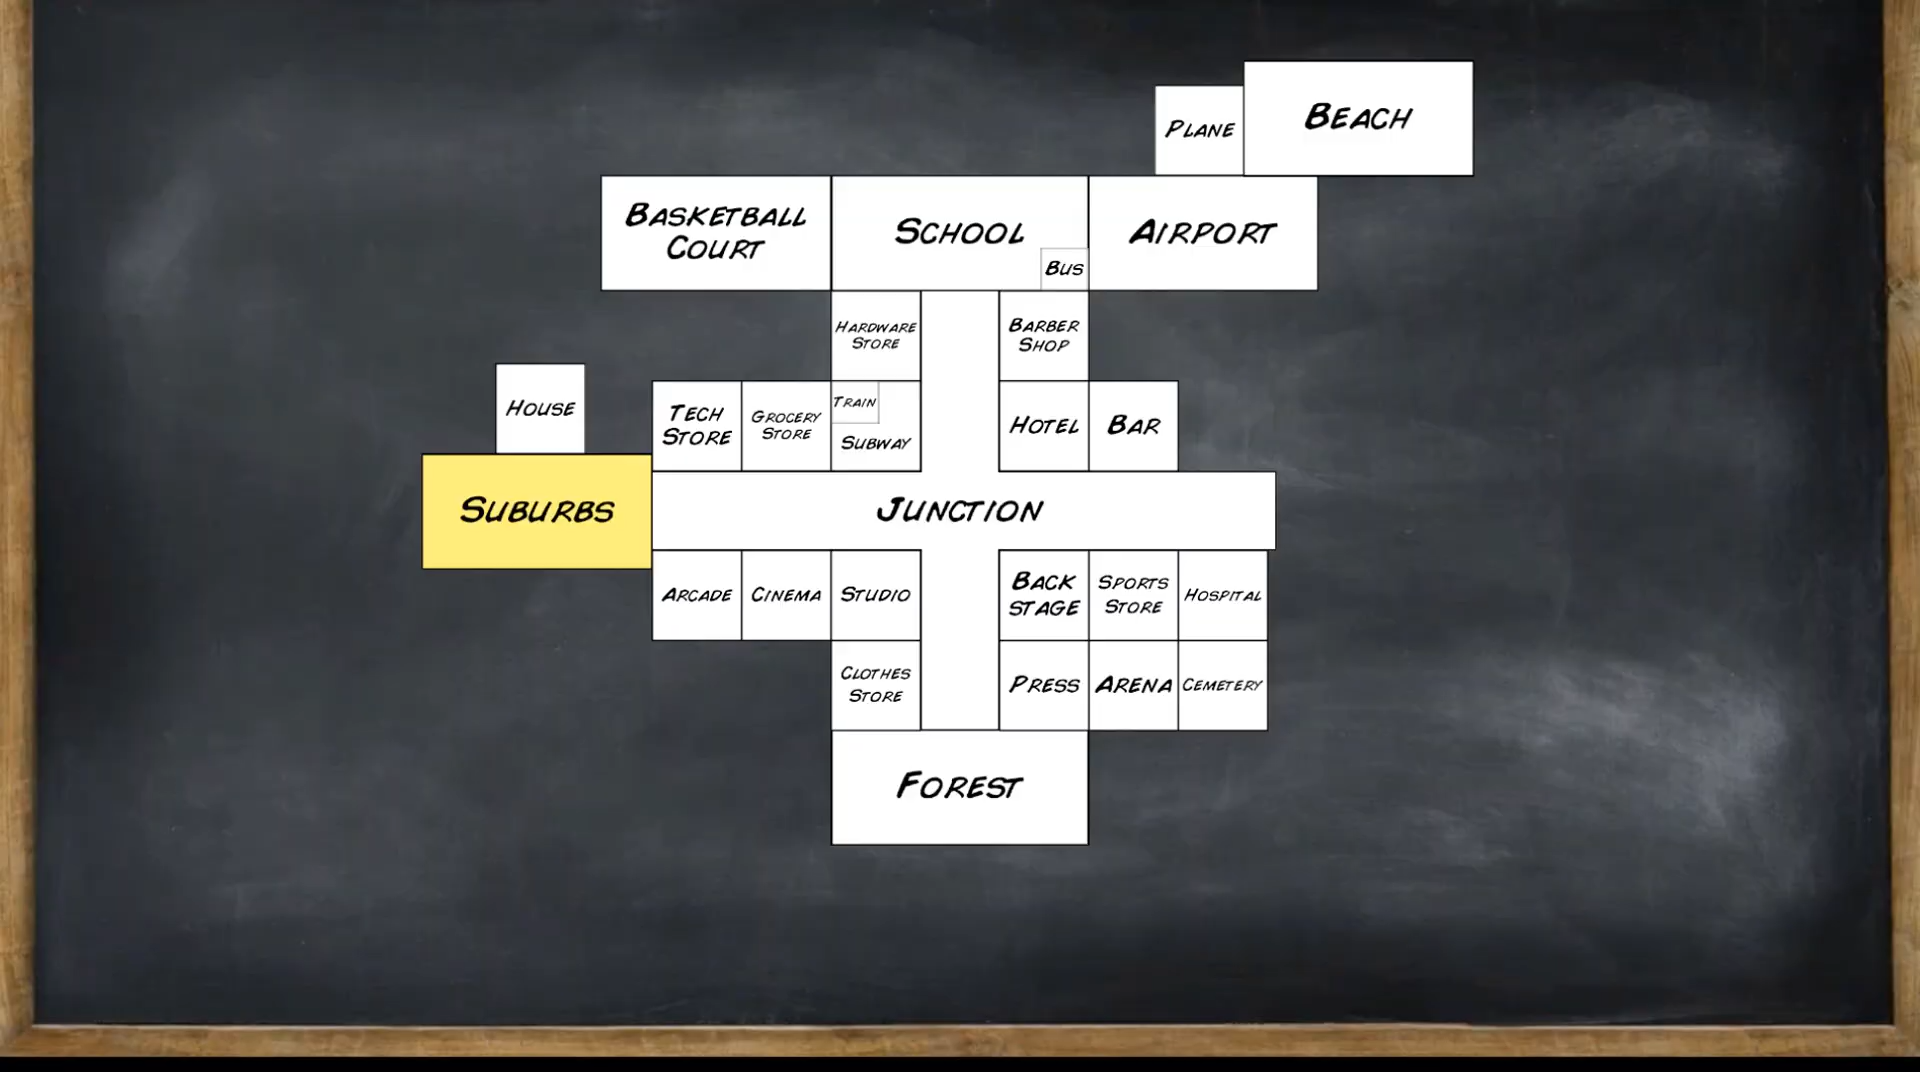 BEACH
PLANE
BASKETBALL
COURT
SCHOOL
AIRPORT
BUS
HARDWARE
STORE
BARBER
SHOP
HOUSE
TECH
STORE
GROCERY
STORE
TRAIN
SUBWAY
HOTEL
BAR
SUBURBS
JUNCTION
ARCADE
CINEMA
STUDIO
BACK
STAGE
SPORTS
STORE
HOSPITAL
CLOTHES
STORE
PRESS
ARENA
CEMETERY
FOREST